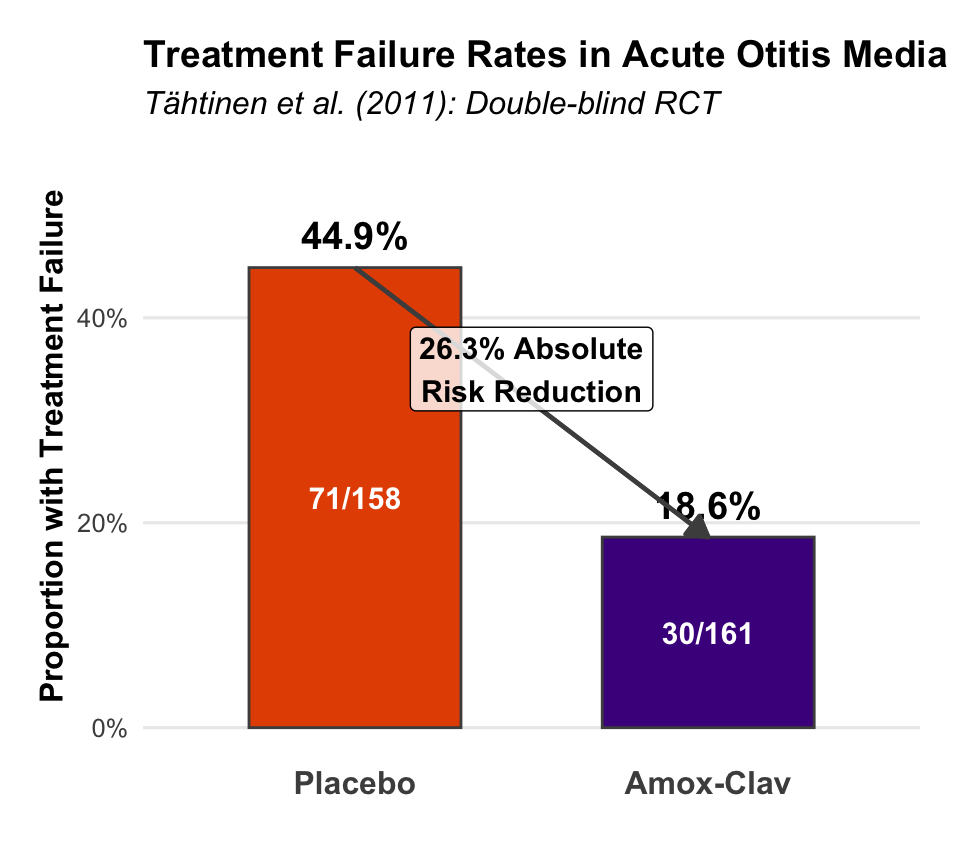 Treatment Failure Rates in Acute Otitis Media
Tähtinen et al. (2011): Double-blind RCT
Proportion with Treatment Failure
44.9%
40%
26.3% Absolute
Risk Reduction
71/158
18.6%
20%
30/161
0%
Placebo
Amox-Clav